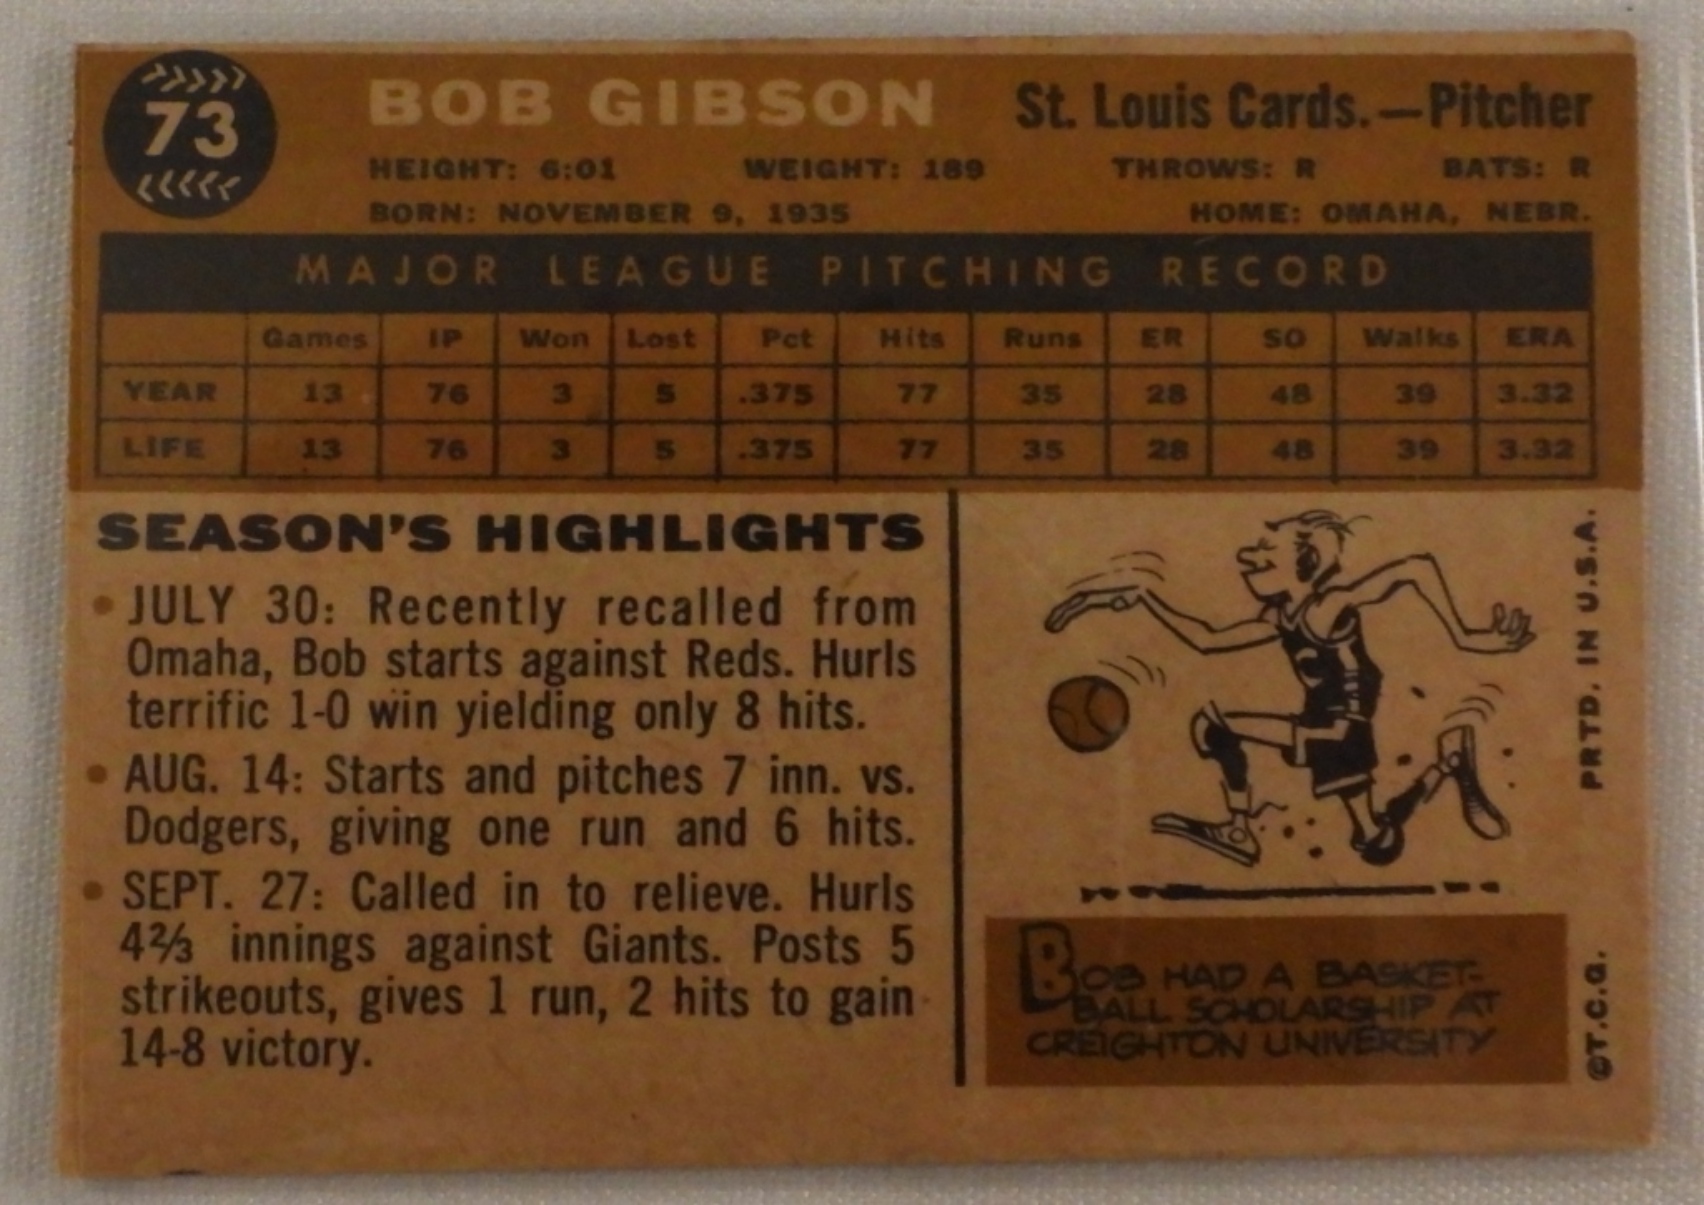 73
BOB GIBSON
St. Louis Cards.—Pitcher
HEIGHT: 6:01 WEIGHT: 189 THROWS: R BATS: R
BORN: NOVEMBER 9, 1935 HOME: OMAHA, NEBR.
MAJOR LEAGUE PITCHING RECORD
Games IP Won Lost Pct Hits Runs ER SO Walks ERA
YEAR 13 76 3 5 .375 77 35 28 48 39 3.32
LIFE 13 76 3 5 .375 77 35 28 48 39 3.32
SEASON'S HIGHLIGHTS
• JULY 30: Recently recalled from
Omaha, Bob starts against Reds. Hurls
terrific 1-0 win yielding only 8 hits.
• AUG. 14: Starts and pitches 7 inn. vs.
Dodgers, giving one run and 6 hits.
• SEPT. 27: Called in to relieve. Hurls
4⅔ innings against Giants. Posts 5
strikeouts, gives 1 run, 2 hits to gain
14-8 victory.
C
BOB HAD A BASKET-
BALL SCHOLARSHIP AT
CREIGHTON UNIVERSITY
©T.C.G. PRTD. IN U.S.A.